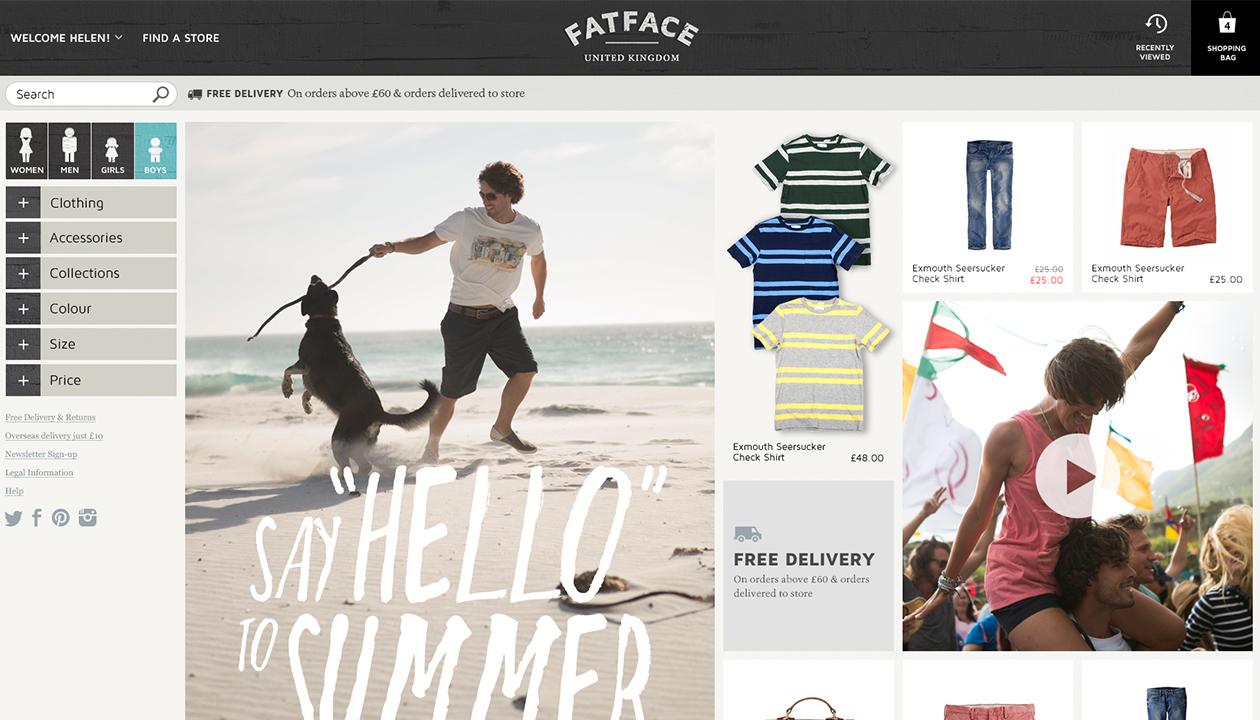 WELCOME HELEN!
FIND A STORE
FATFACE
UNITED KINGDOM
RECENTLY
VIEWED
4
SHOPPING
BAG
Search
FREE DELIVERY On orders above £60 & orders delivered to store
WOMEN
MEN
GIRLS
BOYS
+ Clothing
+ Accessories
+ Collections
+ Colour
+ Size
+ Price
Free Delivery & Returns
Overseas delivery just £10
Newsletter Sign-up
Legal Information
Help
SAY "HELLO"
TO SUMMER
Exmouth Seersucker
Check Shirt
£48.00
FREE DELIVERY
On orders above £60 & orders
delivered to store
Exmouth Seersucker
Check Shirt
£25.00
£25.00
Exmouth Seersucker
Check Shirt
£25.00